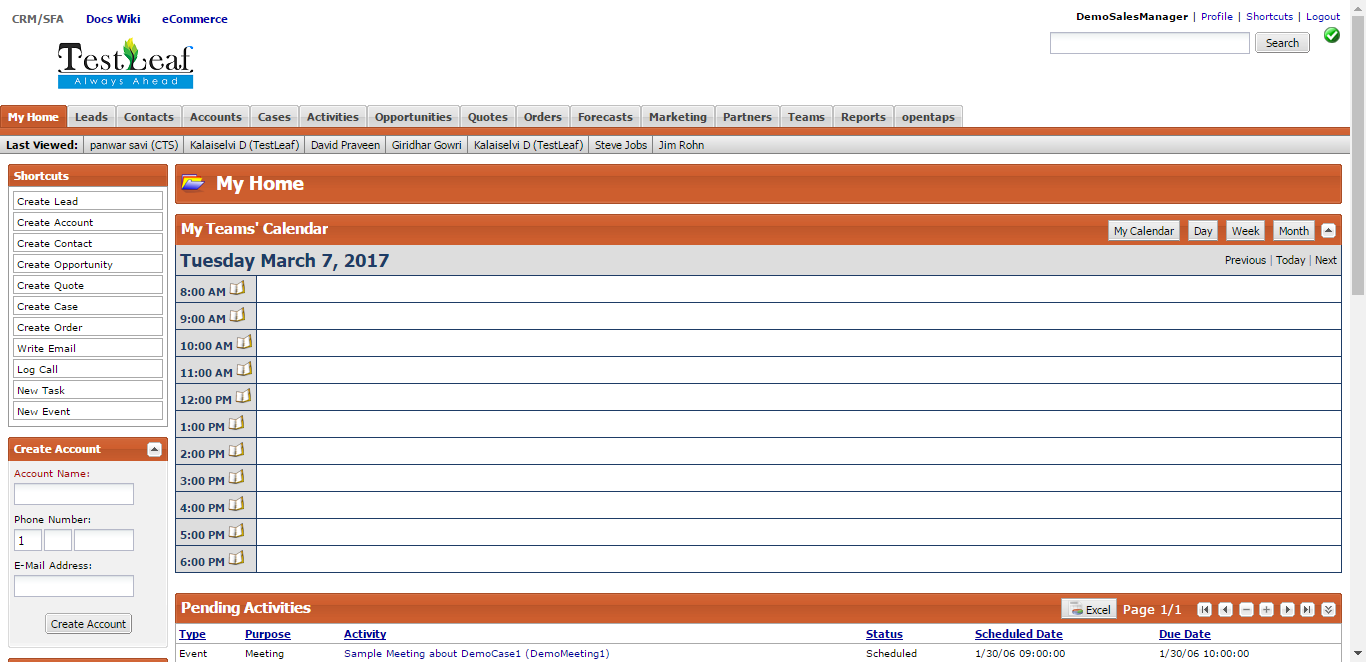 CRM/SFA Docs Wiki eCommerce
DemoSalesManager | Profile | Shortcuts | Logout
Search
TestLeaf
Always Ahead
My Home Leads Contacts Accounts Cases Activities Opportunities Quotes Orders Forecasts Marketing Partners Teams Reports opentaps
Last Viewed: panwar savi (CTS) Kalaiselvi D (TestLeaf) David Praveen Giridhar Gowri Kalaiselvi D (TestLeaf) Steve Jobs Jim Rohn
Shortcuts
Create Lead
Create Account
Create Contact
Create Opportunity
Create Quote
Create Case
Create Order
Write Email
Log Call
New Task
New Event
Create Account
Account Name:
Phone Number:
1
E-Mail Address:
Create Account
My Home
My Teams' Calendar
My Calendar Day Week Month
Tuesday March 7, 2017
Previous | Today | Next
8:00 AM
9:00 AM
10:00 AM
11:00 AM
12:00 PM
1:00 PM
2:00 PM
3:00 PM
4:00 PM
5:00 PM
6:00 PM
Pending Activities
Excel Page 1/1
Type Purpose Activity Status Scheduled Date Due Date
Event Meeting Sample Meeting about DemoCase1 (DemoMeeting1) Scheduled 1/30/06 09:00:00 1/30/06 10:00:00